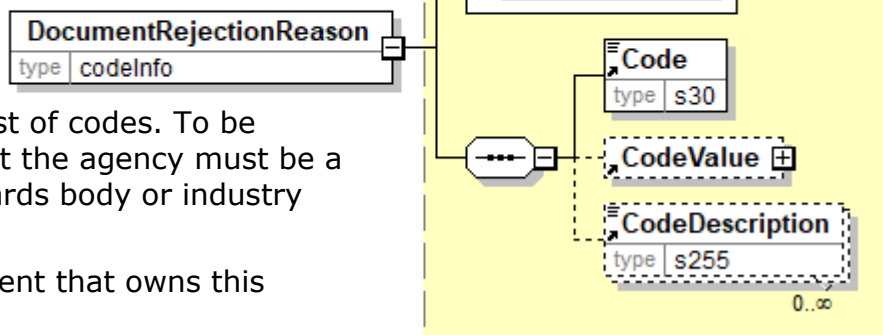 DocumentRejectionReason
type codeInfo
Code
type s30
st of codes. To be
t the agency must be a
CodeValue
ards body or industry
CodeDescription
type s255
ent that owns this
0..∞